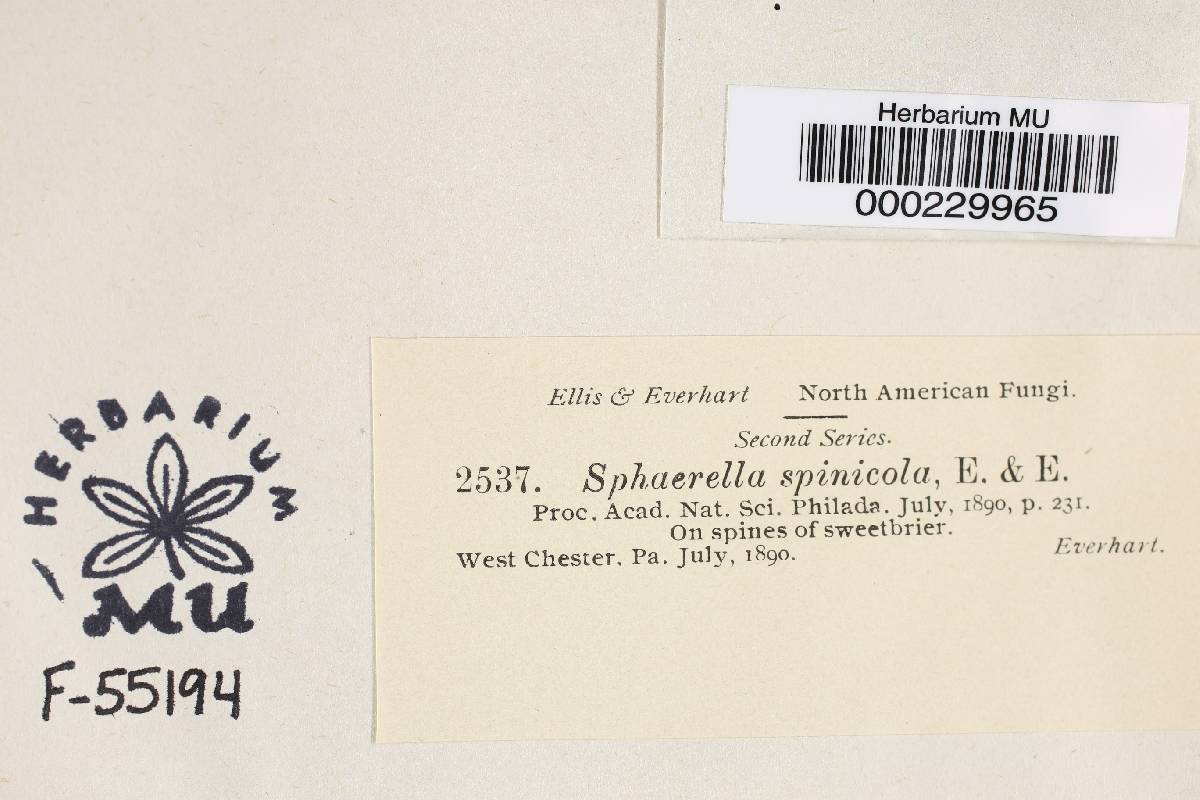 Herbarium MU
000229965
Ellis & Everhart North American Fungi.
Second Series.
2537. Sphaerella spinicola, E. & E.
Proc. Acad. Nat. Sci. Philada. July, 1890, p. 231.
On spines of sweetbrier.
West Chester, Pa. July, 1890. Everhart.
HERBARIUM
MU
F-55194